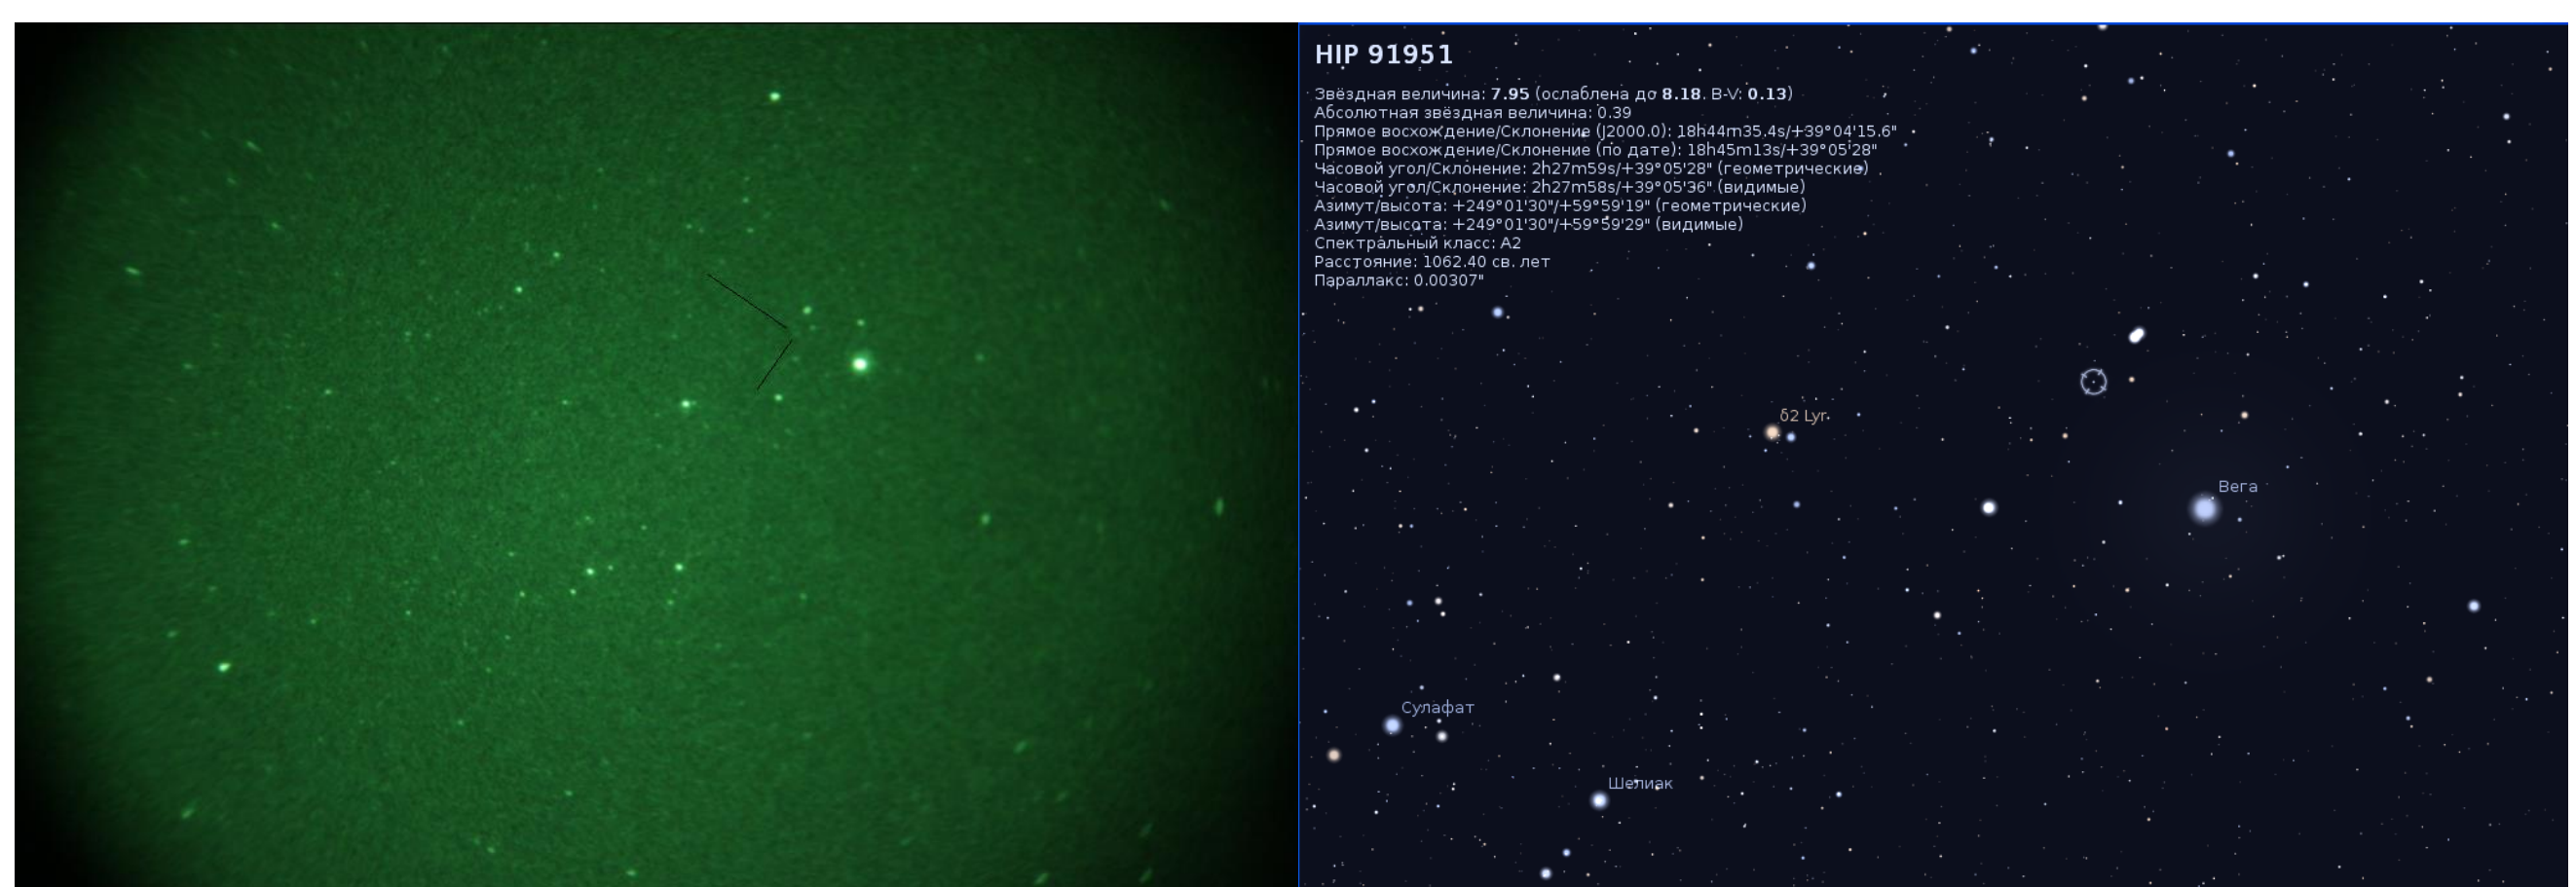 HIP 91951
Звёздная величина: 7.95 (ослаблена до 8.18. B-V: 0.13)
Абсолютная звёздная величина: 0.39
Прямое восхождение/Склонение (J2000.0): 18h44m35.4s/+39°04'15.6"
Прямое восхождение/Склонение (по дате): 18h45m13s/+39°05'28"
Часовой угол/Склонение: 2h27m59s/+39°05'28" (геометрические)
Часовой угол/Склонение: 2h27m58s/+39°05'36" (видимые)
Азимут/высота: +249°01'30"/+59°59'19" (геометрические)
Азимут/высота: +249°01'30"/+59°59'29" (видимые)
Спектральный класс: A2
Расстояние: 1062.40 св. лет
Параллакс: 0.00307"
δ2 Lyr
Вега
Сулафат
Шелиак